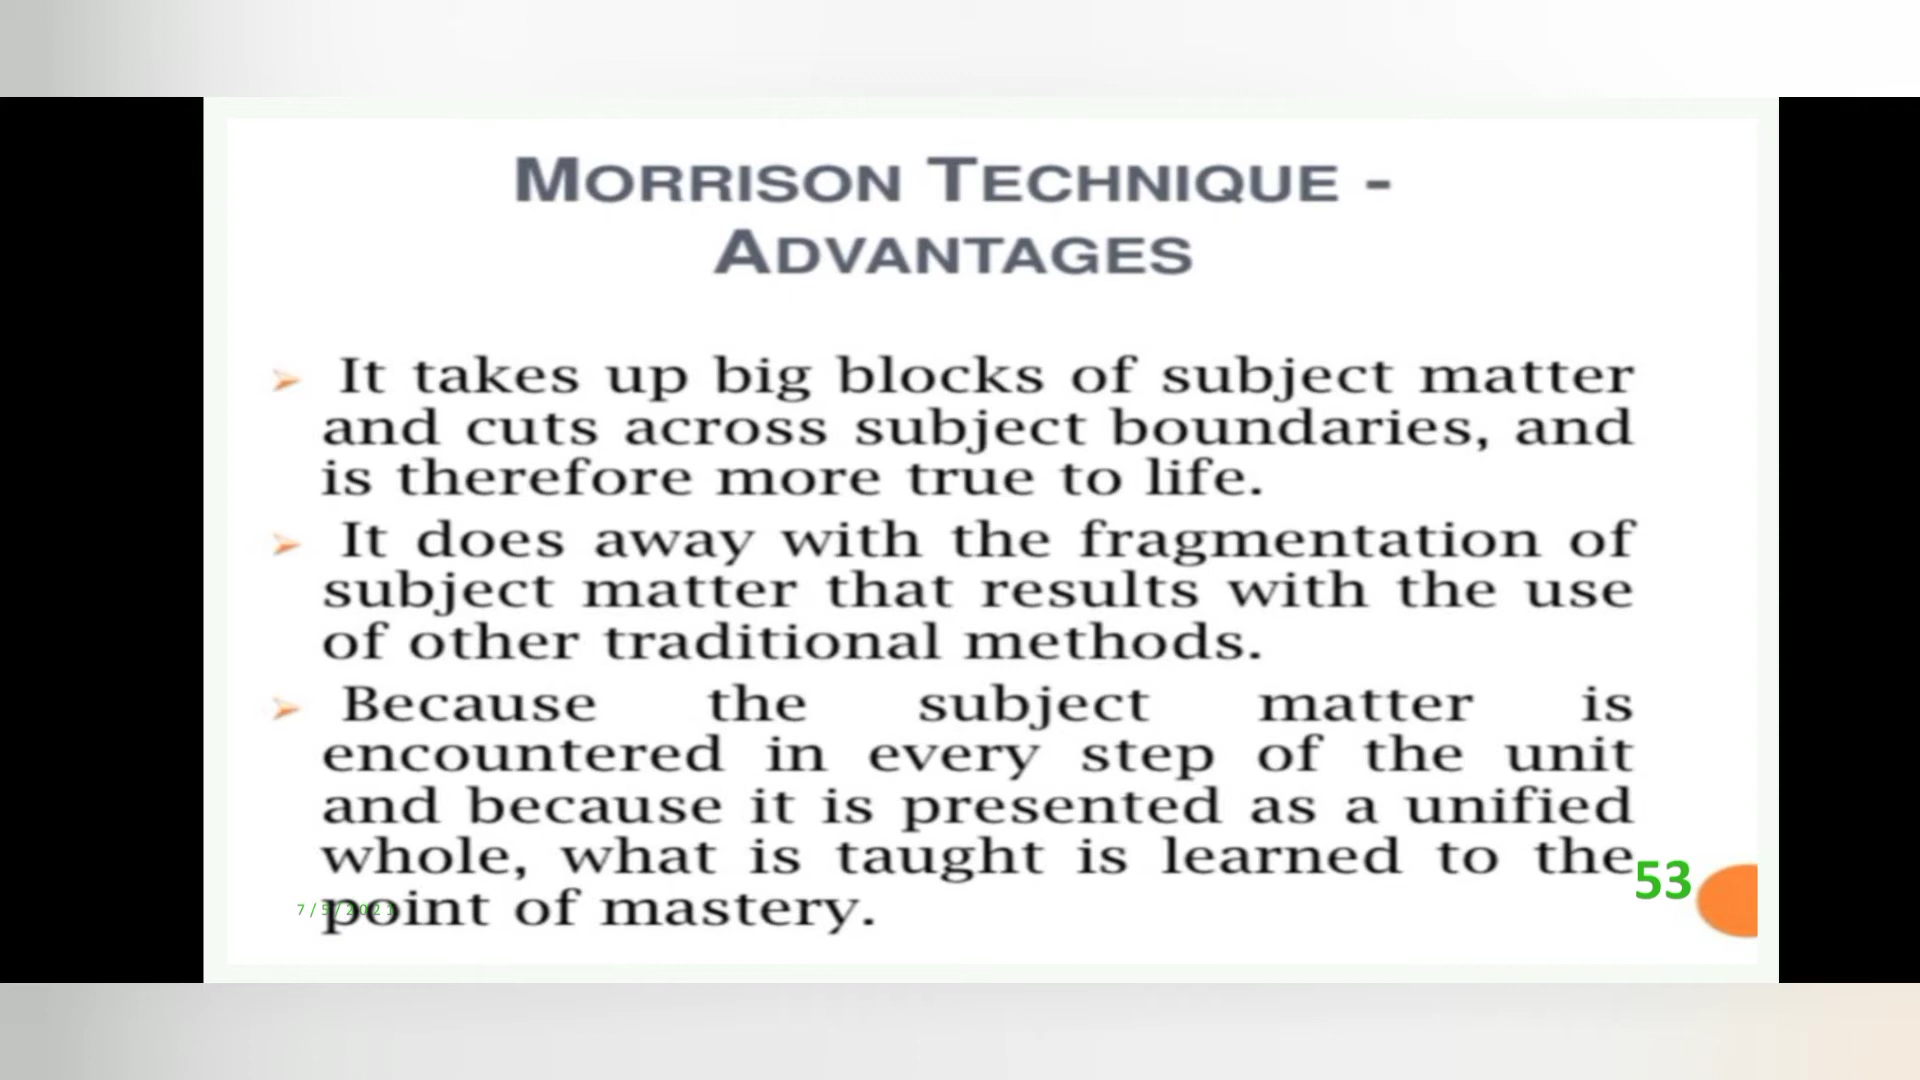 MORRISON TECHNIQUE -
ADVANTAGES
It takes up big blocks of subject matter
and cuts across subject boundaries, and
is therefore more true to life.
It does away with the fragmentation of
subject matter that results with the use
of other traditional methods.
Because the subject matter is
encountered in every step of the unit
and because it is presented as a unified
whole, what is taught is learned to the
point of mastery.
53
7/5/2021